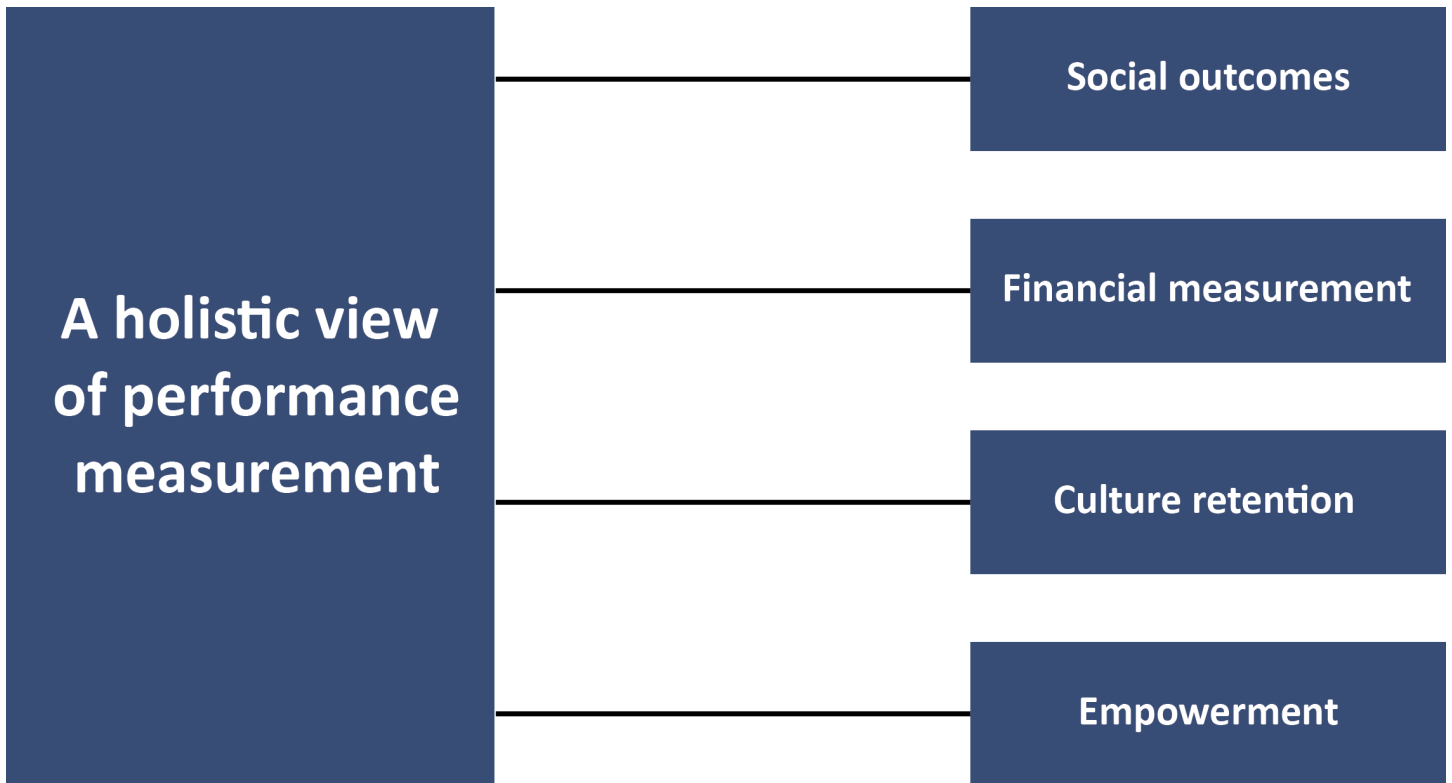 A holistic view
of performance
measurement
Social outcomes
Financial measurement
Culture retention
Empowerment